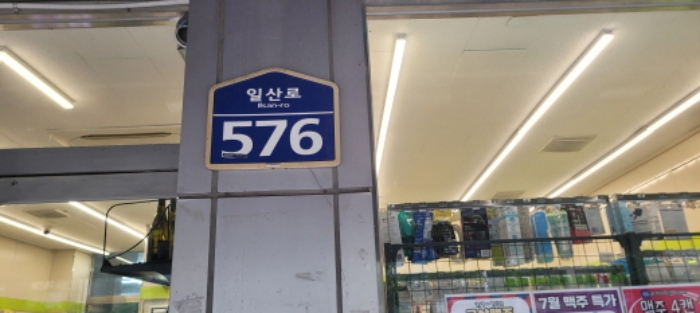 일산로
Ilsan-ro
576
7월 맥주 특가
맥주 4캔